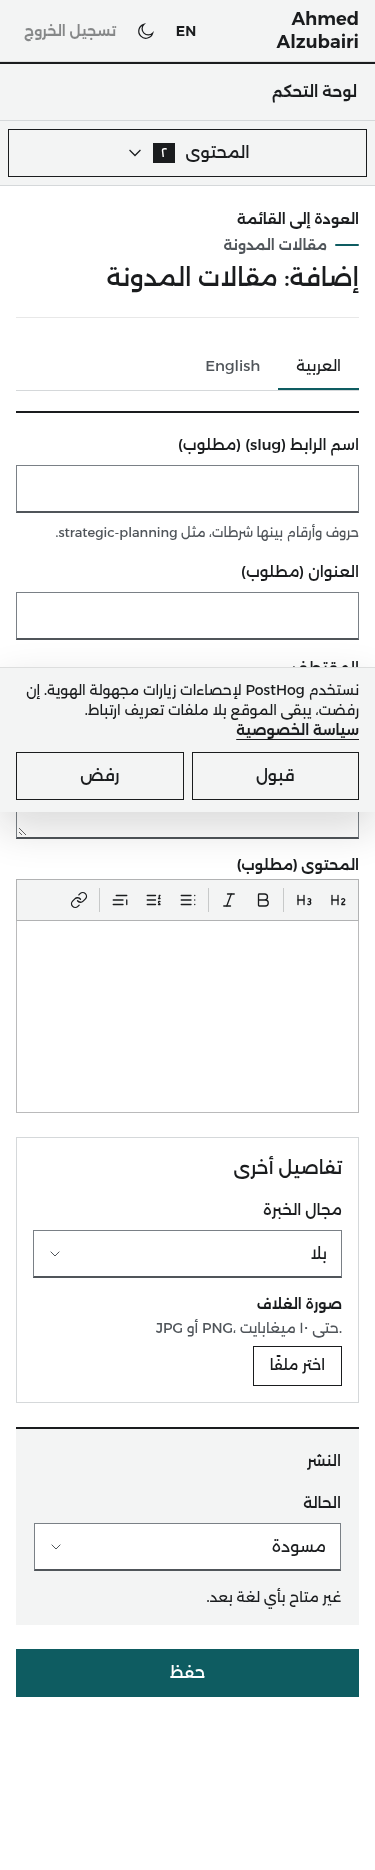 Ahmed
Alzubairi
EN
تسجيل الخروج
لوحة التحكم
المحتوى ٢
العودة إلى القائمة
مقالات المدونة
إضافة: مقالات المدونة
العربية
English
اسم الرابط (slug) (مطلوب)
حروف وأرقام بينها شرطات، مثل strategic-planning.
العنوان (مطلوب)
نستخدم PostHog لإحصاءات زيارات مجهولة الهوية. إن
رفضت، يبقى الموقع بلا ملفات تعريف ارتباط.
سياسة الخصوصية
قبول
رفض
المحتوى (مطلوب)
H2
H3
B
I
تفاصيل أخرى
مجال الخبرة
بلا
صورة الغلاف
JPG أو PNG، حتى ١٠ ميغابايت.
اختر ملفًا
النشر
الحالة
مسودة
غير متاح بأي لغة بعد.
حفظ